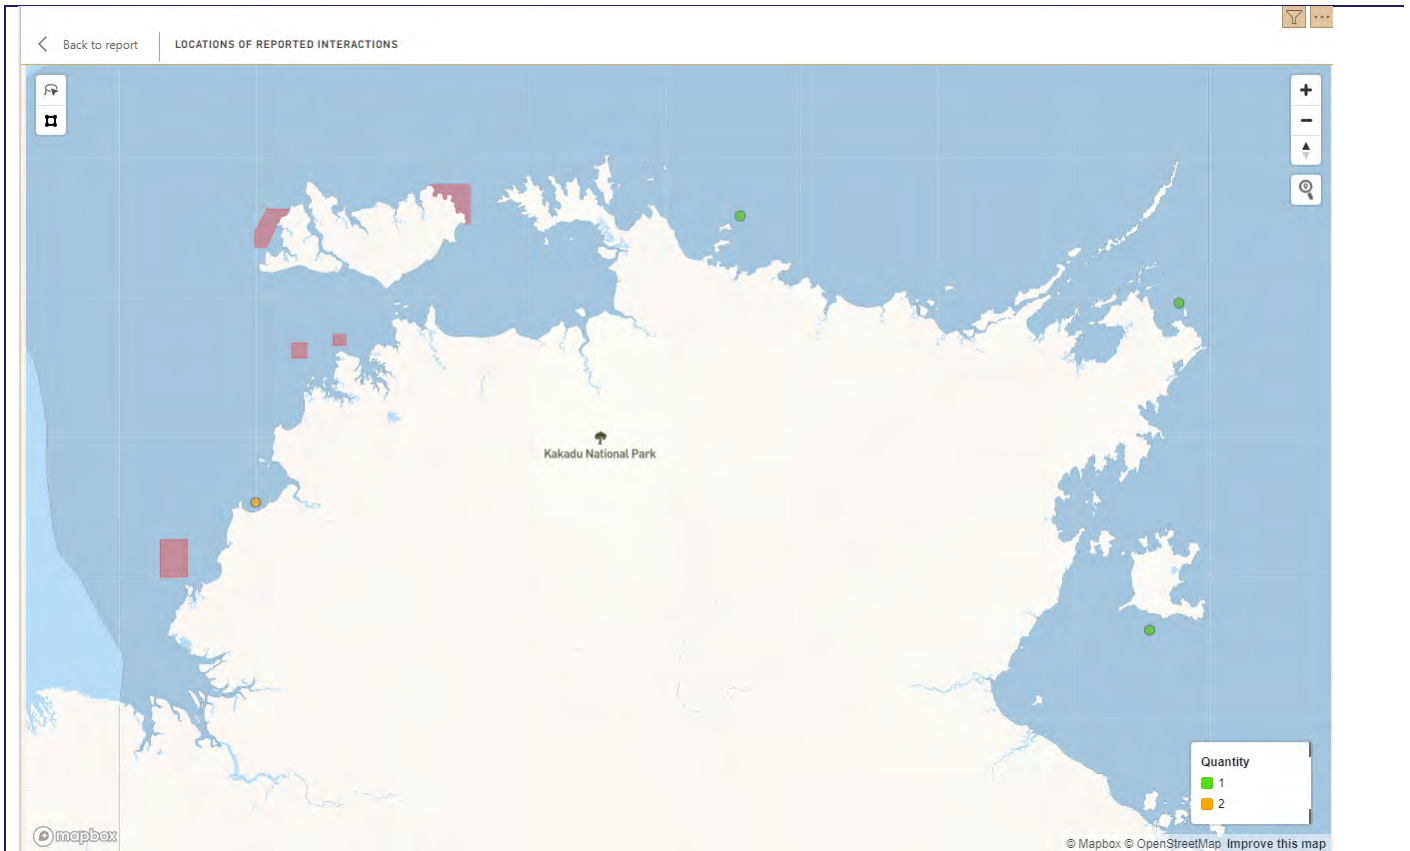 Back to report
LOCATIONS OF REPORTED INTERACTIONS
Kakadu National Park
Quantity
1
2
mapbox
© Mapbox © OpenStreetMap Improve this map